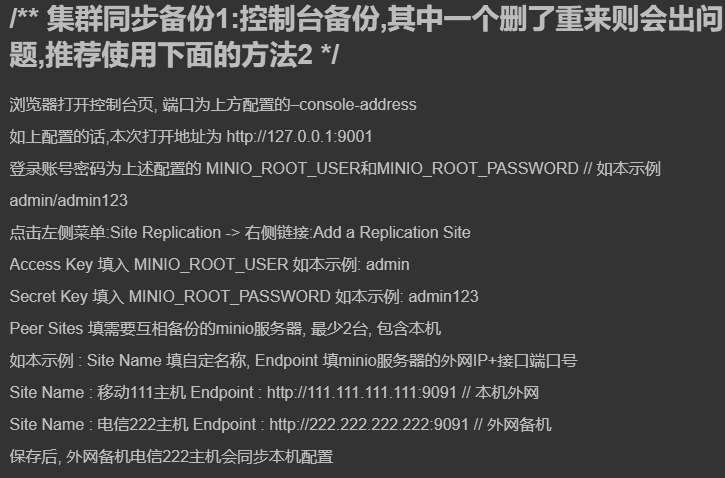 /** 集群同步备份1:控制台备份,其中一个删了重来则会出问
题,推荐使用下面的方法2 */
浏览器打开控制台页, 端口为上方配置的–console-address
如上配置的话,本次打开地址为 http://127.0.0.1:9001
登录账号密码为上述配置的 MINIO_ROOT_USER和MINIO_ROOT_PASSWORD // 如本示例
admin/admin123
点击左侧菜单:Site Replication -> 右侧链接:Add a Replication Site
Access Key 填入 MINIO_ROOT_USER 如本示例: admin
Secret Key 填入 MINIO_ROOT_PASSWORD 如本示例: admin123
Peer Sites 填需要互相备份的minio服务器, 最少2台, 包含本机
如本示例 : Site Name 填自定名称, Endpoint 填minio服务器的外网IP+接口端口号
Site Name : 移动111主机 Endpoint : http://111.111.111.111:9091 // 本机外网
Site Name : 电信222主机 Endpoint : http://222.222.222.222:9091 // 外网备机
保存后, 外网备机电信222主机会同步本机配置